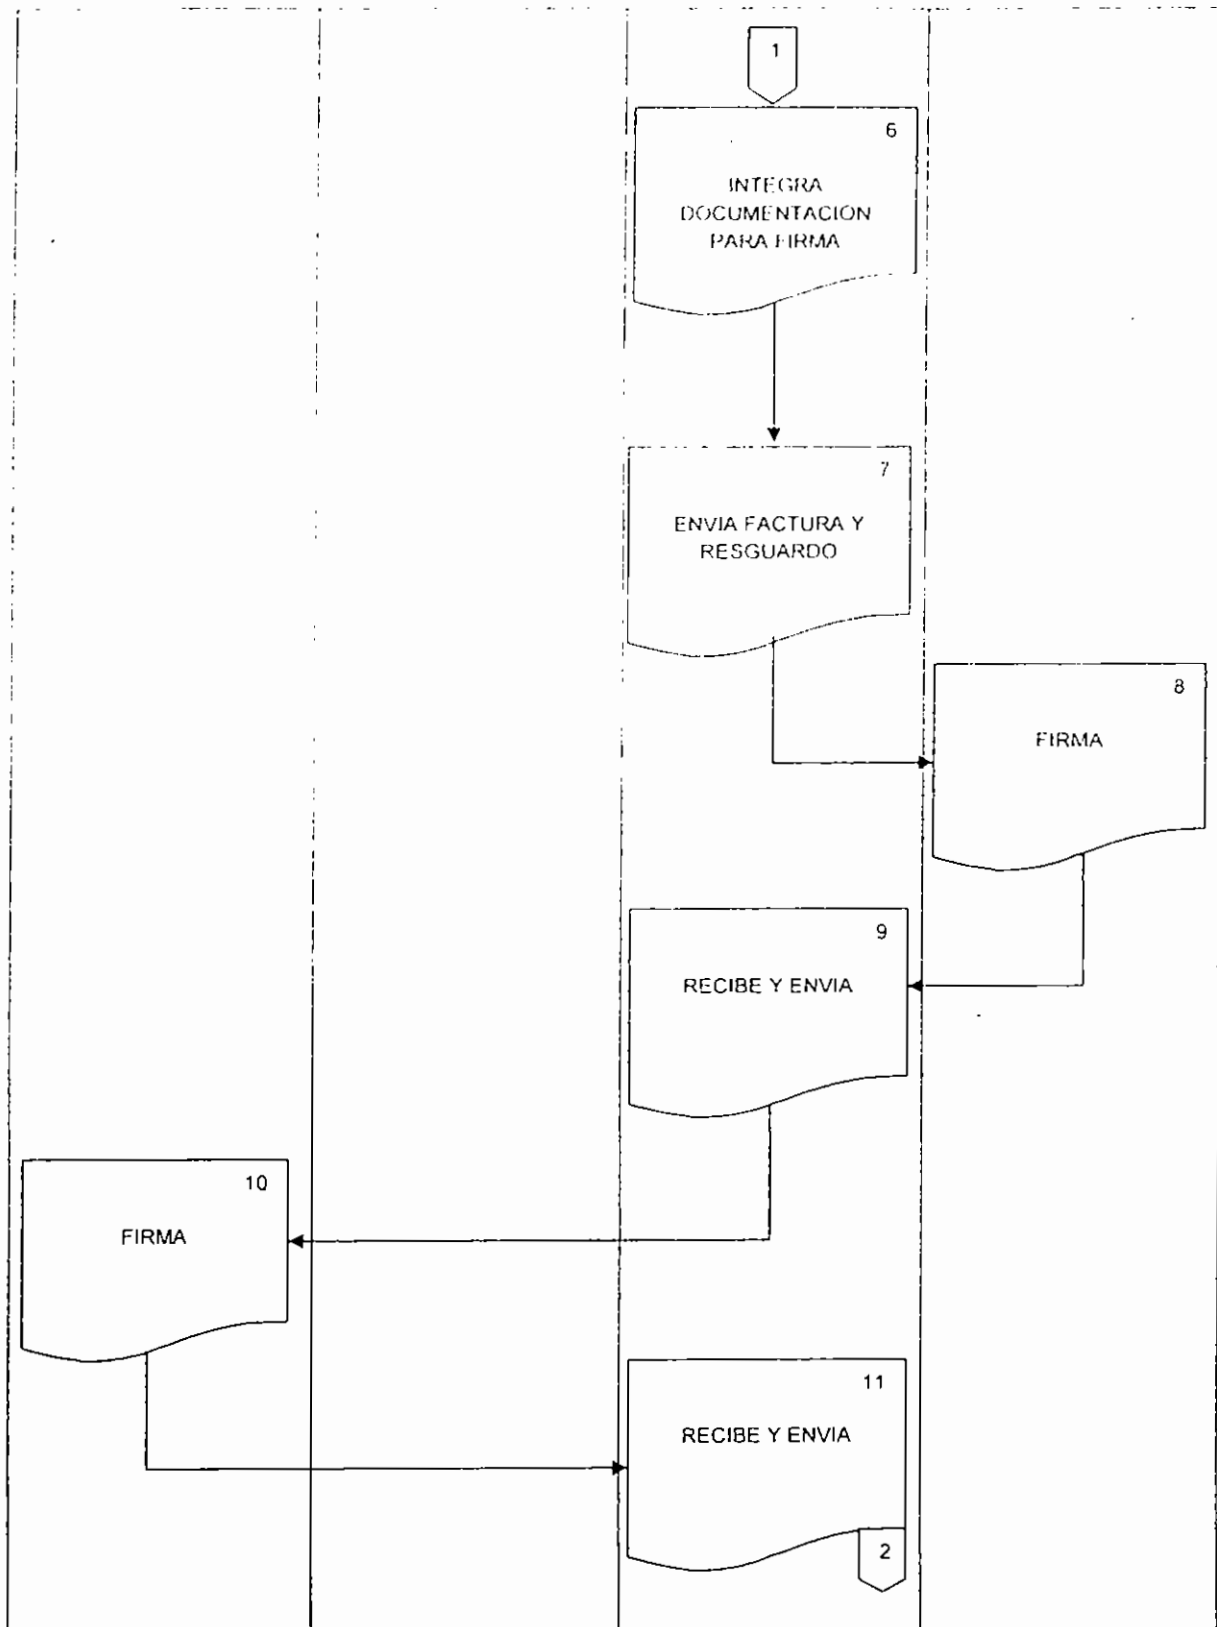 1
6
INTEGRA
DOCUMENTACION
PARA FIRMA
7
ENVIA FACTURA Y
RESGUARDO
8
FIRMA
9
RECIBE Y ENVIA
10
FIRMA
11
RECIBE Y ENVIA
2